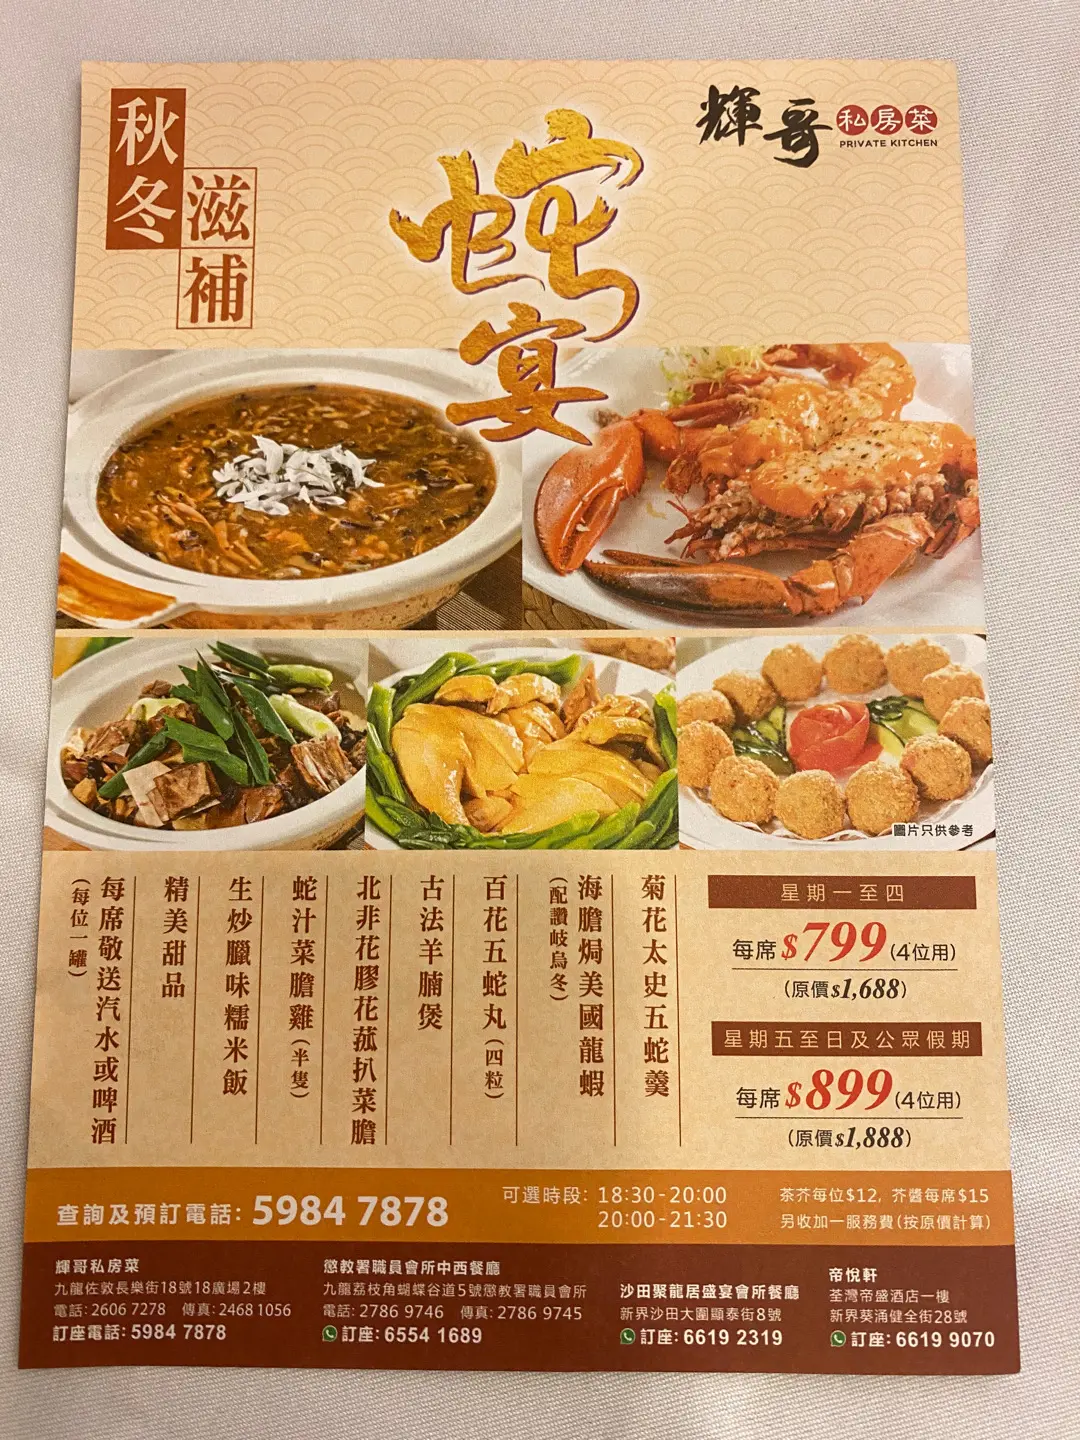 秋冬
滋補
蛇宴
輝哥 私房菜
PRIVATE KITCHEN
圖片只供參考
菊花太史五蛇羹
海膽焗美國龍蝦
(配讚岐烏冬)
百花五蛇丸(四粒)
古法羊腩煲
北非花膠花菰扒菜膽
蛇汁菜膽雞(半隻)
生炒臘味糯米飯
精美甜品
每席敬送汽水或啤酒
(每位一罐)
星期一至四
每席$799(4位用)
(原價$1,688)
星期五至日及公眾假期
每席$899(4位用)
(原價$1,888)
查詢及預訂電話: 5984 7878
可選時段: 18:30-20:00
20:00-21:30
茶芥每位$12, 芥醬每席$15
另收加一服務費(按原價計算)
輝哥私房菜
九龍佐敦長樂街18號18廣場2樓
電話: 2606 7278 傳真: 2468 1056
訂座電話: 5984 7878
懲教署職員會所中西餐廳
九龍荔枝角蝴蝶谷道5號懲教署職員會所
電話: 2786 9746 傳真: 2786 9745
訂座: 6554 1689
沙田聚龍居盛宴會所餐廳
新界沙田大圍顯泰街8號
訂座: 6619 2319
帝悅軒
荃灣帝盛酒店一樓
新界葵涌健全街28號
訂座: 6619 9070